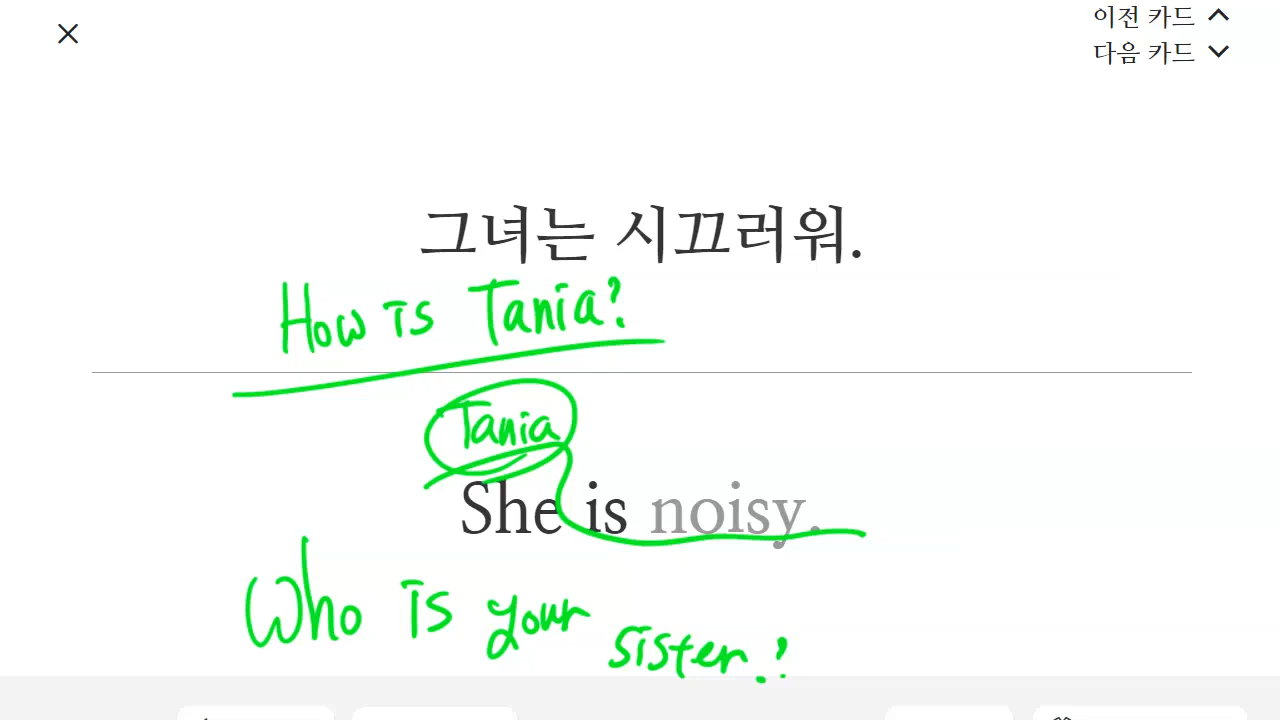 이전 카드
다음 카드
그녀는 시끄러워.
How is Tania?
Tania
She is noisy.
Who is your sister.?